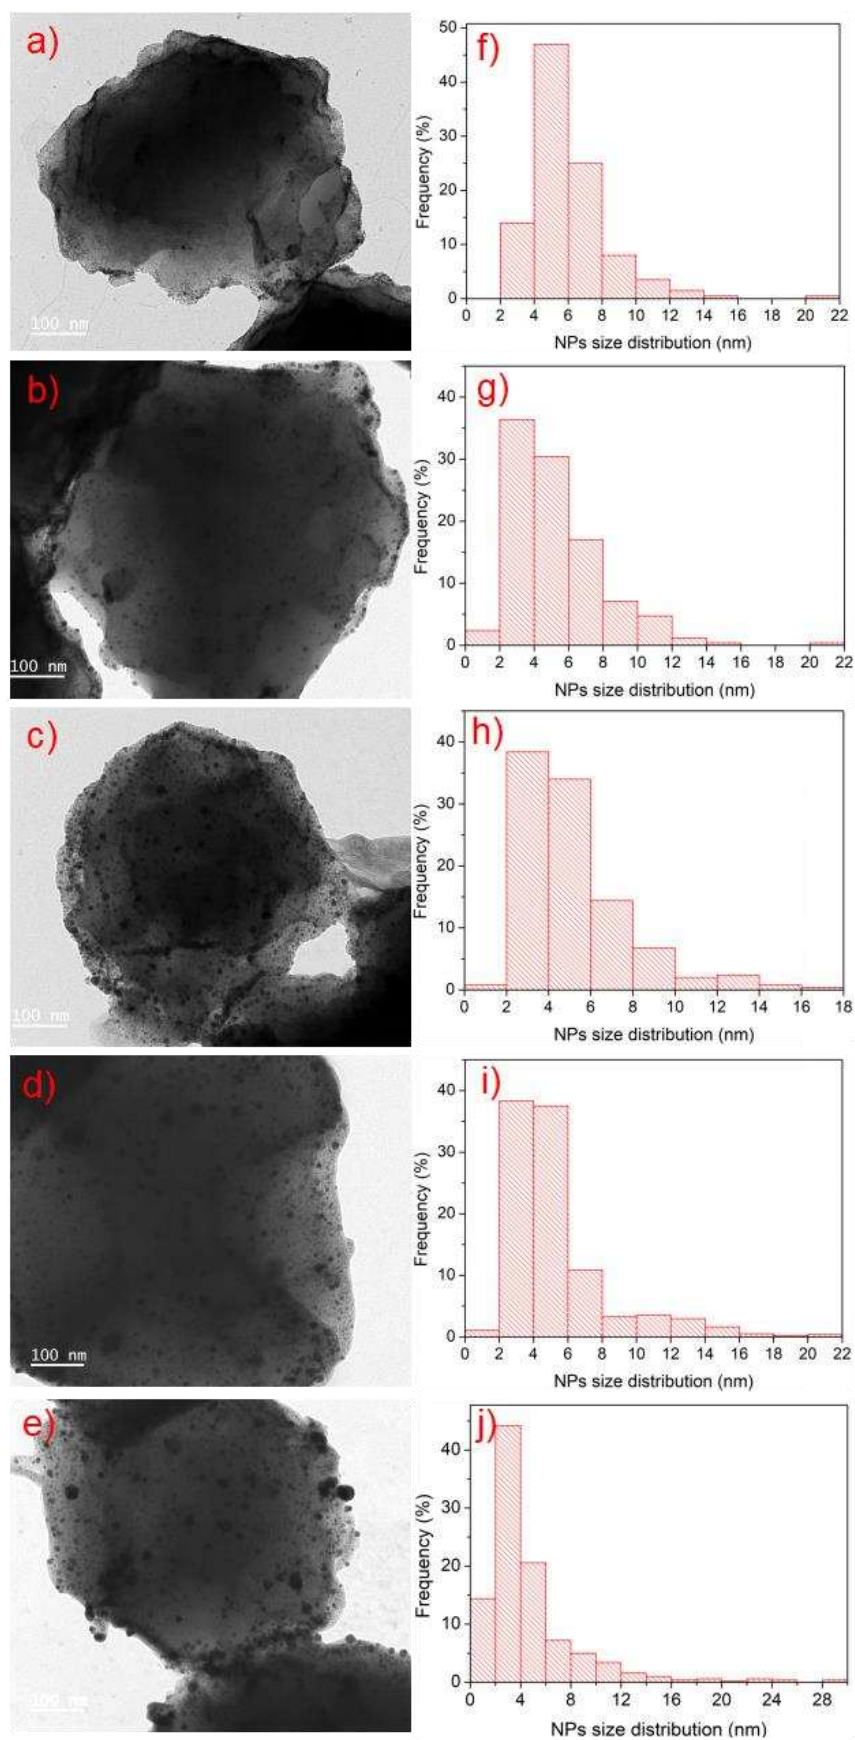 a)
100 nm
f)
Frequency (%)
50
40
30
20
10
0
0 2 4 6 8 10 12 14 16 18 20 22
NPs size distribution (nm)
b)
100 nm
g)
Frequency (%)
40
30
20
10
0
0 2 4 6 8 10 12 14 16 18 20 22
NPs size distribution (nm)
c)
100 nm
h)
Frequency (%)
40
30
20
10
0
0 2 4 6 8 10 12 14 16 18
NPs size distribution (nm)
d)
100 nm
i)
Frequency (%)
40
30
20
10
0
0 2 4 6 8 10 12 14 16 18 20 22
NPs size distribution (nm)
e)
100 nm
j)
Frequency (%)
40
30
20
10
0
0 4 8 12 16 20 24 28
NPs size distribution (nm)